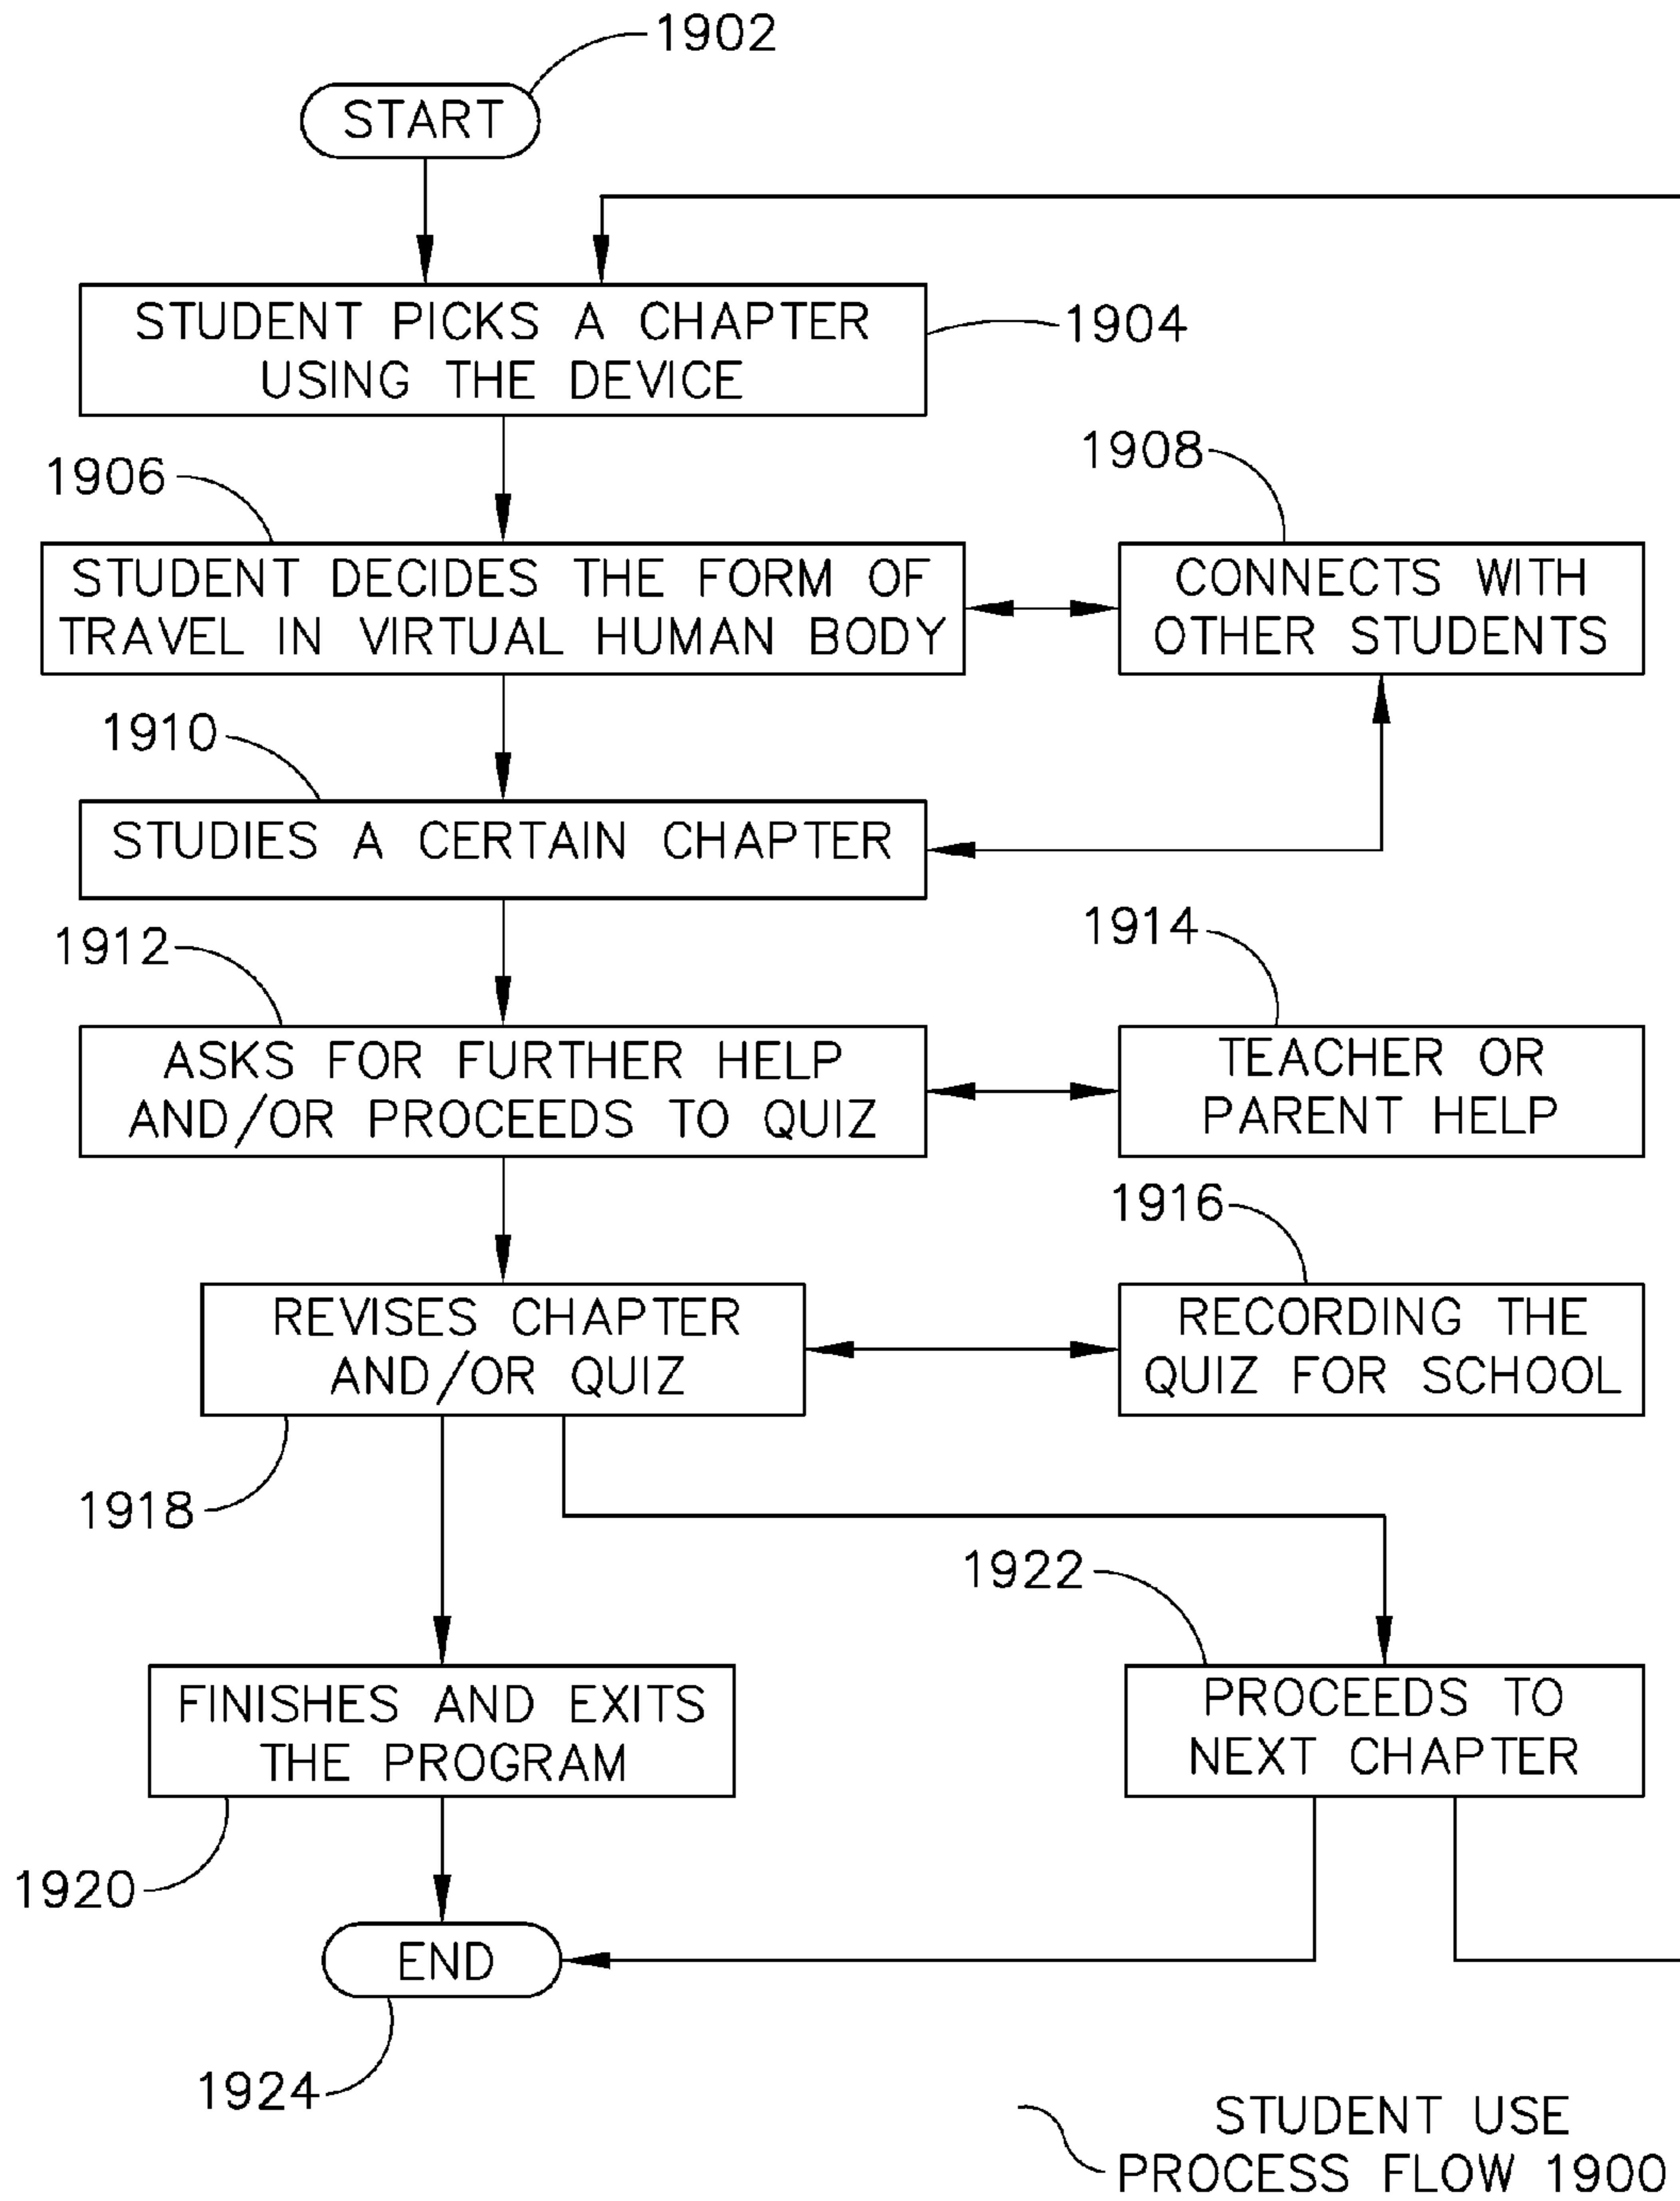 1902
START
STUDENT PICKS A CHAPTER
USING THE DEVICE
1904
1906
STUDENT DECIDES THE FORM OF
TRAVEL IN VIRTUAL HUMAN BODY
1908
CONNECTS WITH
OTHER STUDENTS
1910
STUDIES A CERTAIN CHAPTER
1912
ASKS FOR FURTHER HELP
AND/OR PROCEEDS TO QUIZ
1914
TEACHER OR
PARENT HELP
1916
RECORDING THE
QUIZ FOR SCHOOL
REVISES CHAPTER
AND/OR QUIZ
1918
1922
PROCEEDS TO
NEXT CHAPTER
FINISHES AND EXITS
THE PROGRAM
1920
END
1924
STUDENT USE
PROCESS FLOW 1900